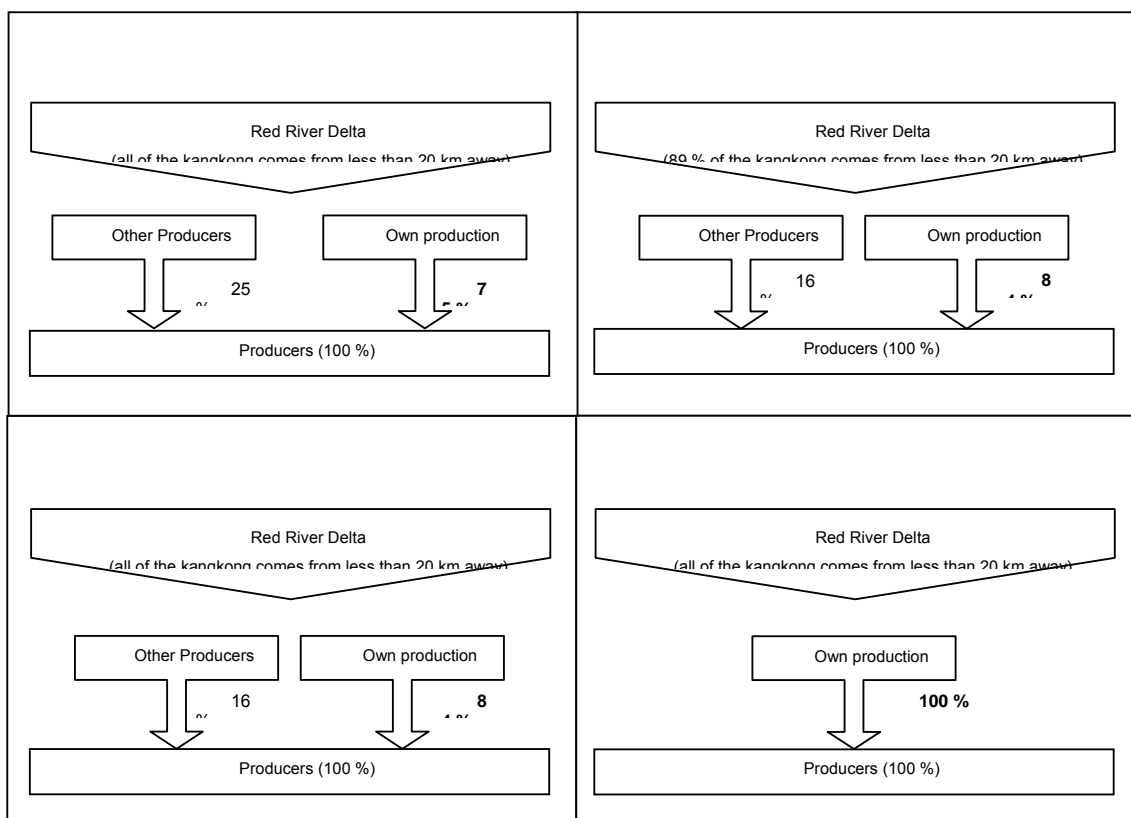 Red River Delta
(all of the kangkong comes from less than 20 km away)
Other Producers
Own production
25
%
7
5 %
Producers (100 %)
Red River Delta
(89 % of the kangkong comes from less than 20 km away)
Other Producers
Own production
16
%
8
4 %
Producers (100 %)
Red River Delta
(all of the kangkong comes from less than 20 km away)
Other Producers
Own production
16
%
8
4 %
Producers (100 %)
Red River Delta
(all of the kangkong comes from less than 20 km away)
Own production
100 %
Producers (100 %)